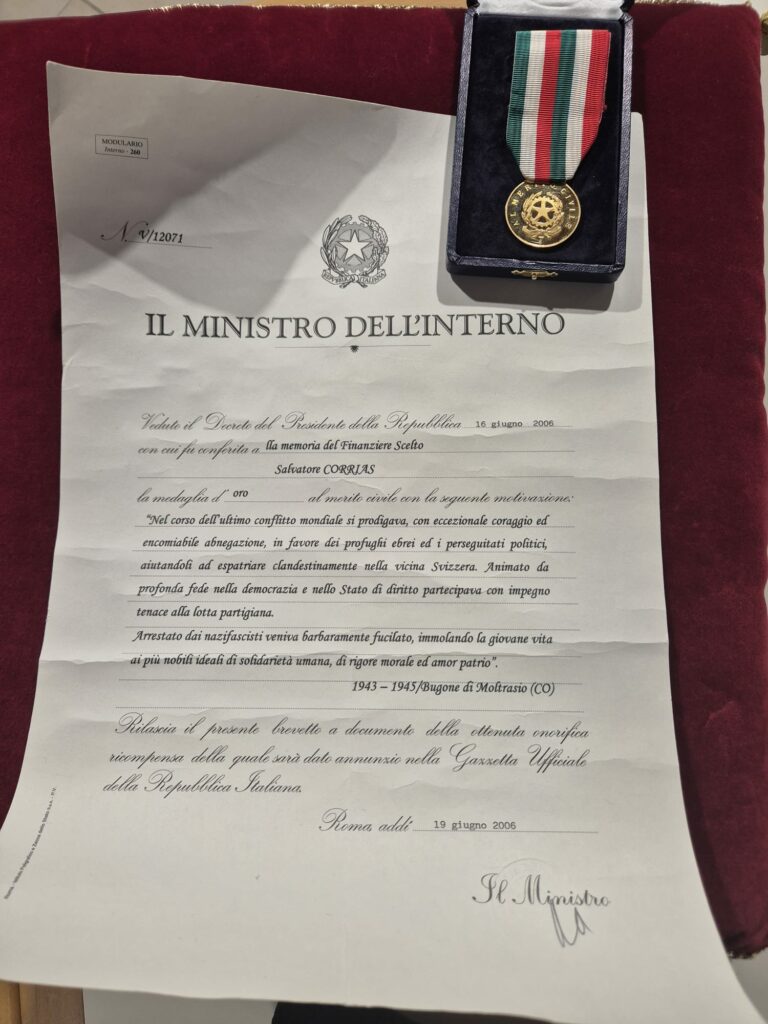 MODULARIO
Interno - 260
AL MERITO CIVILE
N. V/12071
REPVBBLICA ITALIANA
IL MINISTRO DELL'INTERNO
Veduto il Decreto del Presidente della Repubblica 16 giugno 2006
con cui fu conferita a lla memoria del Finanziere Scelto
Salvatore CORRIAS
la medaglia d' oro al merito civile con la seguente motivazione:
"Nel corso dell'ultimo conflitto mondiale si prodigava, con eccezionale coraggio ed
encomiabile abnegazione, in favore dei profughi ebrei ed i perseguitati politici,
aiutandoli ad espatriare clandestinamente nella vicina Svizzera. Animato da
profonda fede nella democrazia e nello Stato di diritto partecipava con impegno
tenace alla lotta partigiana.
Arrestato dai nazifascisti veniva barbaramente fucilato, immolando la giovane vita
ai più nobili ideali di solidarietà umana, di rigore morale ed amor patrio".
1943 – 1945/Bugone di Moltrasio (CO)
Rilascia il presente brevetto a documento della ottenuta onorifica
ricompensa della quale sarà dato annunzio nella Gazzetta Ufficiale
della Repubblica Italiana.
Roma, addì 19 giugno 2006
Il Ministro